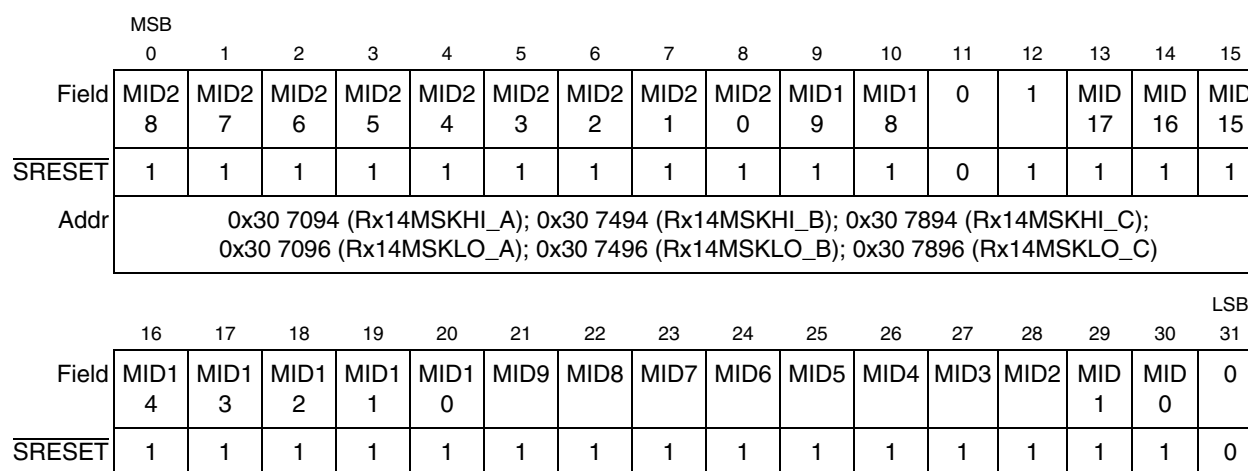 MSB
0 1 2 3 4 5 6 7 8 9 10 11 12 13 14 15
Field MID2 MID2 MID2 MID2 MID2 MID2 MID2 MID2 MID2 MID1 MID1 0 1 MID MID MID
8 7 6 5 4 3 2 1 0 9 8 17 16 15
SRESET 1 1 1 1 1 1 1 1 1 1 1 0 1 1 1 1
Addr 0x30 7094 (Rx14MSKHI_A); 0x30 7494 (Rx14MSKHI_B); 0x30 7894 (Rx14MSKHI_C);
0x30 7096 (Rx14MSKLO_A); 0x30 7496 (Rx14MSKLO_B); 0x30 7896 (Rx14MSKLO_C)
LSB
16 17 18 19 20 21 22 23 24 25 26 27 28 29 30 31
Field MID1 MID1 MID1 MID1 MID1 MID9 MID8 MID7 MID6 MID5 MID4 MID3 MID2 MID MID 0
4 3 2 1 0 1 0
SRESET 1 1 1 1 1 1 1 1 1 1 1 1 1 1 1 0